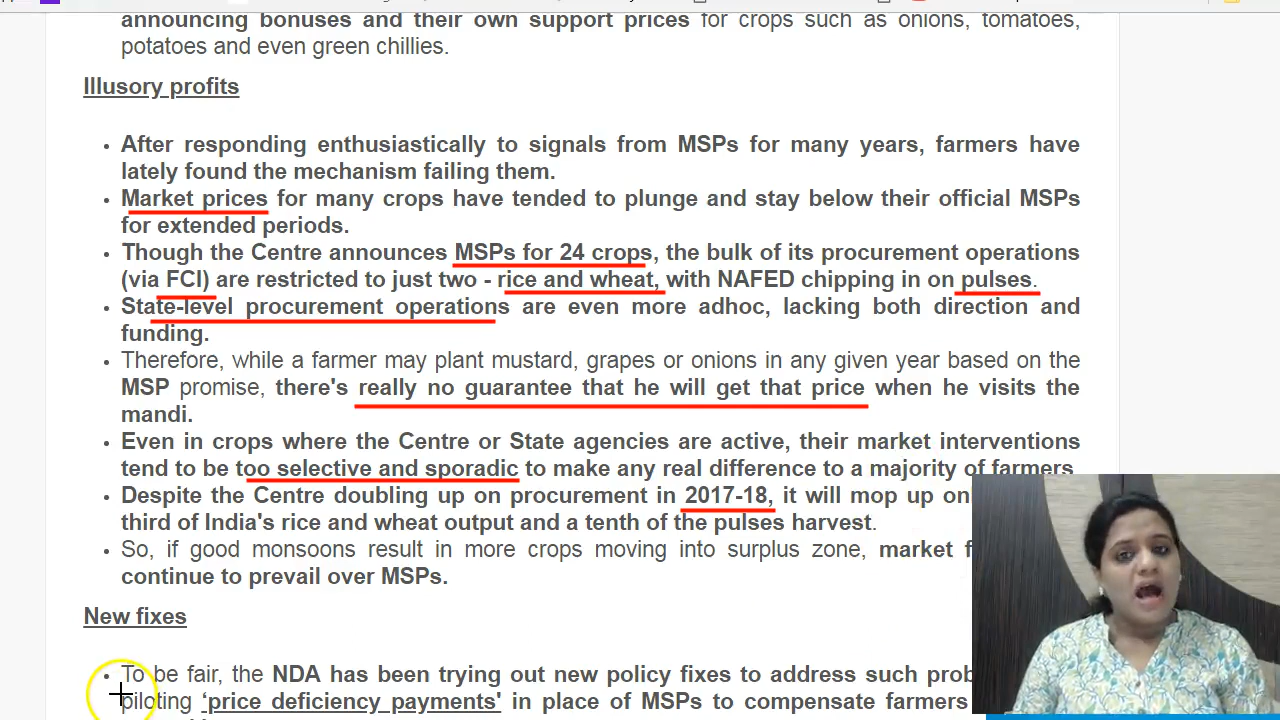 announcing bonuses and their own support prices for crops such as onions, tomatoes,
potatoes and even green chillies.
Illusory profits
• After responding enthusiastically to signals from MSPs for many years, farmers have
lately found the mechanism failing them.
• Market prices for many crops have tended to plunge and stay below their official MSPs
for extended periods.
• Though the Centre announces MSPs for 24 crops, the bulk of its procurement operations
(via FCI) are restricted to just two - rice and wheat, with NAFED chipping in on pulses.
• State-level procurement operations are even more adhoc, lacking both direction and
funding.
• Therefore, while a farmer may plant mustard, grapes or onions in any given year based on the
MSP promise, there's really no guarantee that he will get that price when he visits the
mandi.
• Even in crops where the Centre or State agencies are active, their market interventions
tend to be too selective and sporadic to make any real difference to a majority of farmers
• Despite the Centre doubling up on procurement in 2017-18, it will mop up
third of India's rice and wheat output and a tenth of the pulses harvest.
• So, if good monsoons result in more crops moving into surplus zone, market
continue to prevail over MSPs.
New fixes
• To be fair, the NDA has been trying out new policy fixes to address such
piloting ‘price deficiency payments' in place of MSPs to compensate farmers